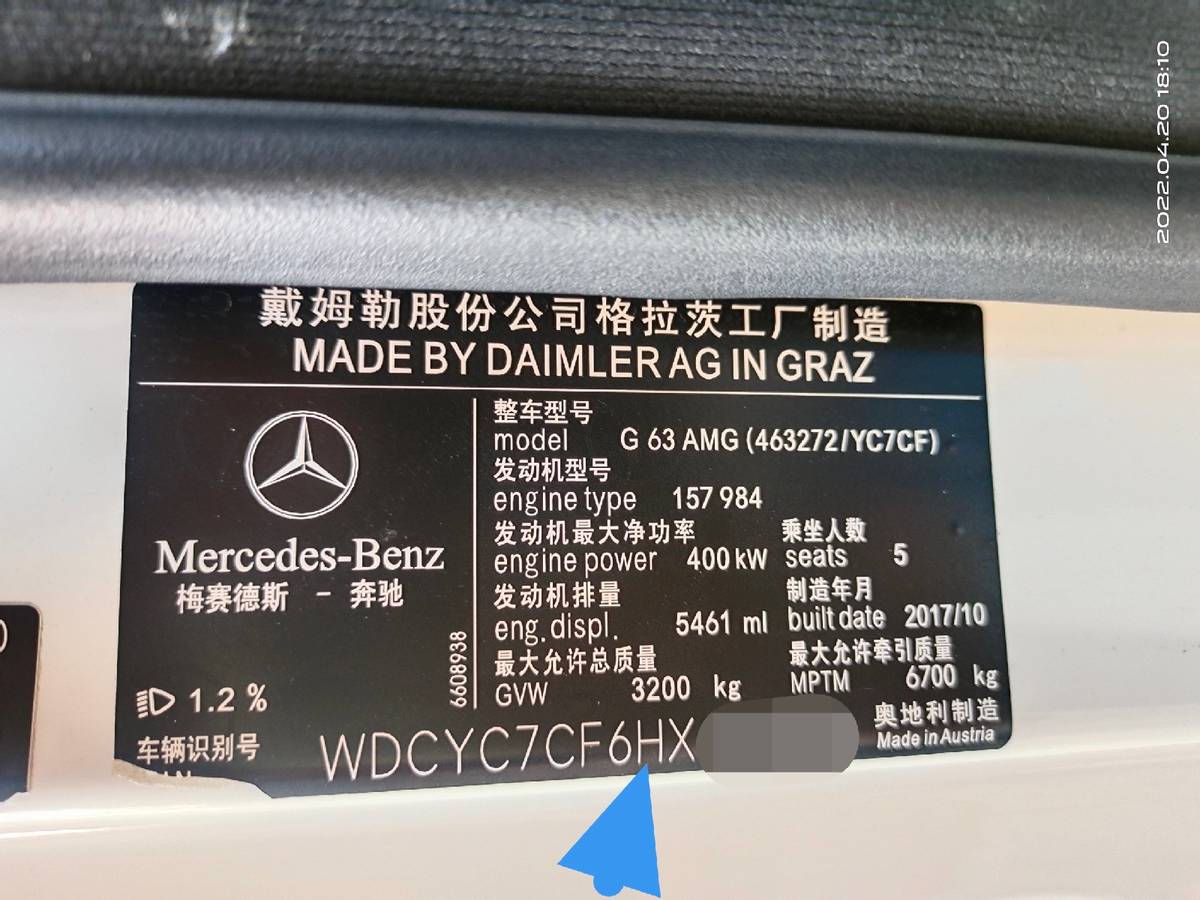 2022.04.20 18:10
戴姆勒股份公司格拉茨工厂制造
MADE BY DAIMLER AG IN GRAZ
Mercedes-Benz
梅赛德斯 - 奔驰
6608938
1.2 %
整车型号
model G 63 AMG (463272/YC7CF)
发动机型号
engine type 157 984
发动机最大净功率
engine power 400 kW
乘坐人数
seats 5
发动机排量
eng. displ. 5461 ml
制造年月
built date 2017/10
最大允许总质量
GVW 3200 kg
最大允许牵引质量
MPTM 6700 kg
车辆识别号
WDCYC7CF6HX
奥地利制造
Made in Austria